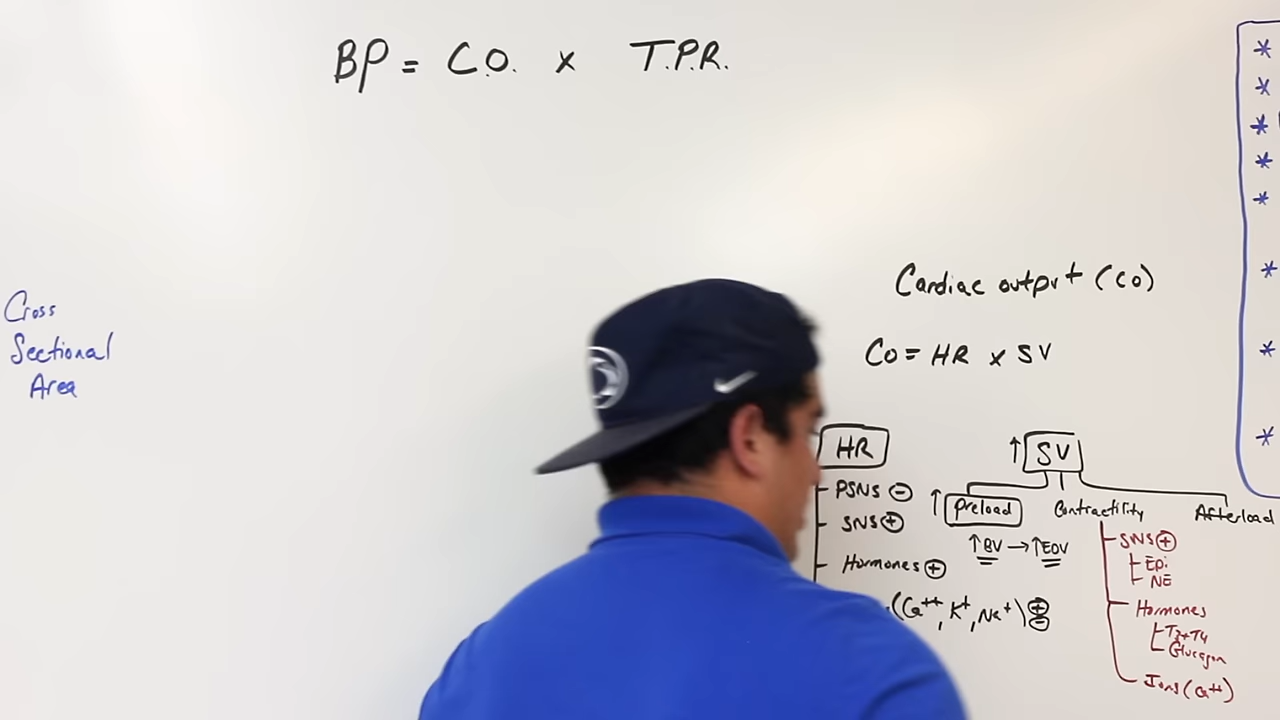 BP = C.O. x T.P.R.
Cross
Sectional
Area
Cardiac output (CO)
CO = HR x SV
HR
PSNS -
SNS +
Hormones +
(Ca++, K+, Na+) + -
↑ SV
↑ preload
Contractility
Afterload
↑BV → ↑EDV
SNS +
Epi
NE
Hormones
T3+T4
Glucagon
Ions (Ca++)